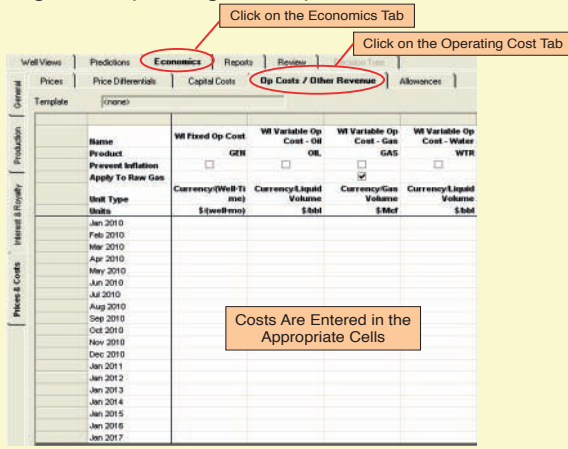 Click on the Economics Tab
Click on the Operating Cost Tab
Well Views Predictions Economics Reports Review Decision Tree
Prices Price Differentials Capital Costs Op Costs / Other Revenue Allowances
General
Production
Interest & Royalty
Prices & Costs
Template (none)
Name WI Fixed Op Cost WI Variable Op Cost - Oil WI Variable Op Cost - Gas WI Variable Op Cost - Water
Product GEN OIL GAS WTR
Prevent Inflation
Apply To Raw Gas
Unit Type Currency/(Well-Time) Currency/Liquid Volume Currency/Gas Volume Currency/Liquid Volume
Units $/(well-mo) $/bbl $/Mcf $/bbl
Jan 2010
Feb 2010
Mar 2010
Apr 2010
May 2010
Jun 2010
Jul 2010
Aug 2010
Sep 2010
Oct 2010
Nov 2010
Dec 2010
Jan 2011
Jan 2012
Jan 2013
Jan 2014
Jan 2015
Jan 2016
Jan 2017
Costs Are Entered in the
Appropriate Cells